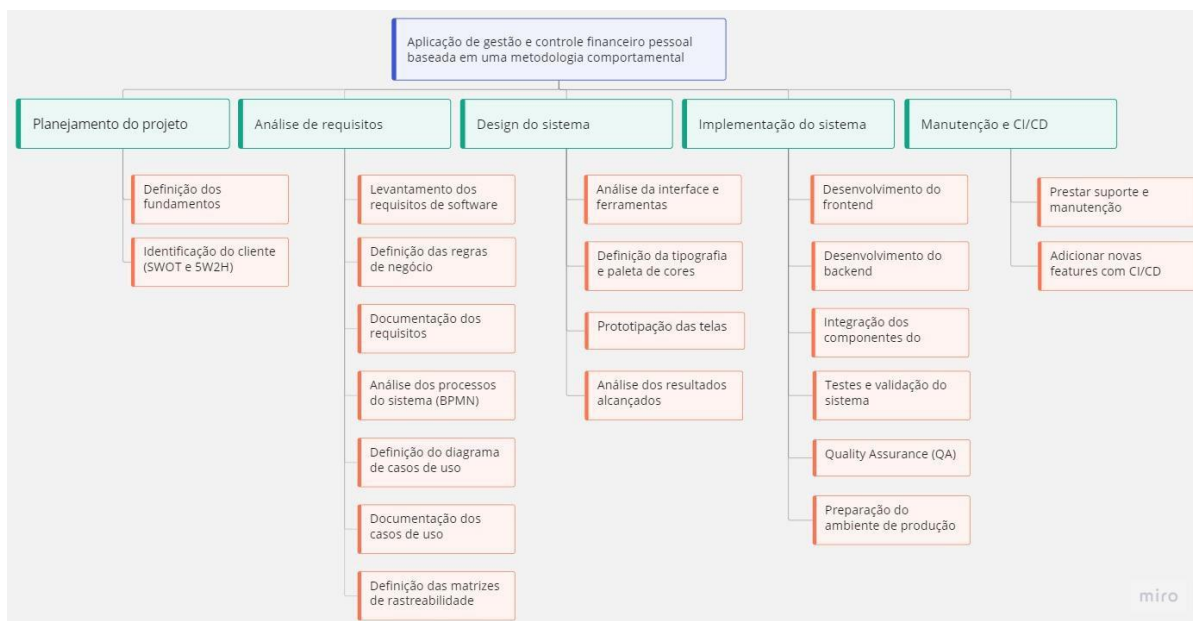 Aplicação de gestão e controle financeiro pessoal
baseada em uma metodologia comportamental
Planejamento do projeto
Definição dos
fundamentos
Identificação do cliente
(SWOT e 5W2H)
Análise de requisitos
Levantamento dos
requisitos de software
Definição das regras
de negócio
Documentação dos
requisitos
Análise dos processos
do sistema (BPMN)
Definição do diagrama
de casos de uso
Documentação dos
casos de uso
Definição das matrizes
de rastreabilidade
Design do sistema
Análise da interface e
ferramentas
Definição da tipografia
e paleta de cores
Prototipação das telas
Análise dos resultados
alcançados
Implementação do sistema
Desenvolvimento do
frontend
Desenvolvimento do
backend
Integração dos
componentes do
Testes e validação do
sistema
Quality Assurance (QA)
Preparação do
ambiente de produção
Manutenção e CI/CD
Prestar suporte e
manutenção
Adicionar novas
features com CI/CD
miro